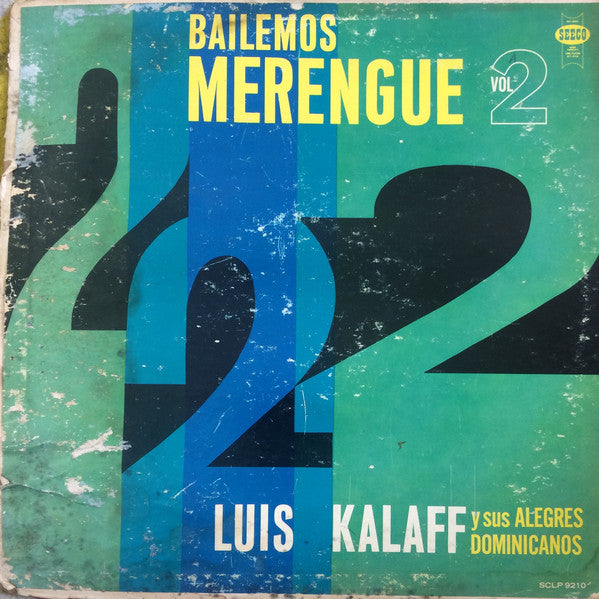 BAILEMOS
MERENGUE
VOL. 2
SEECO
LUIS KALAFF
y sus ALEGRES
DOMINICANOS
SCLP 9210